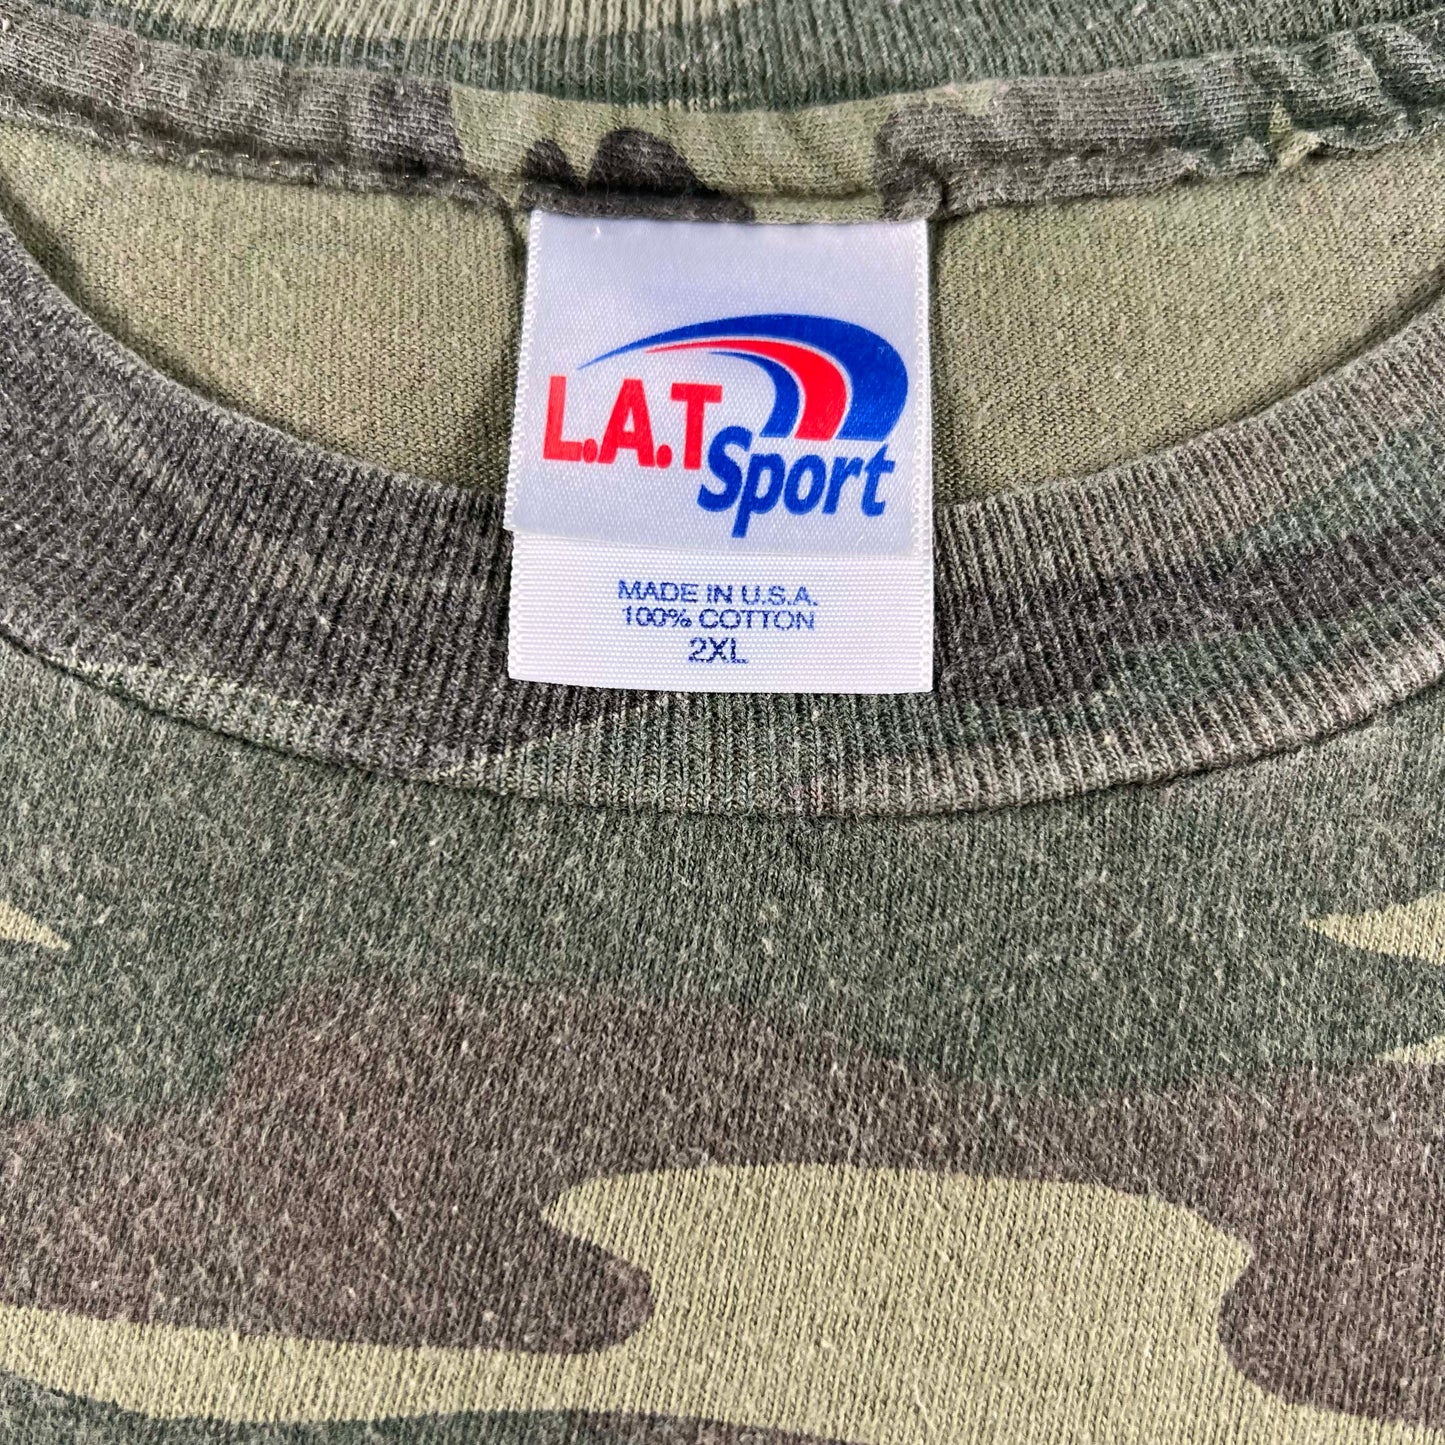 L.A.T
Sport
MADE IN U.S.A.
100% COTTON
2XL